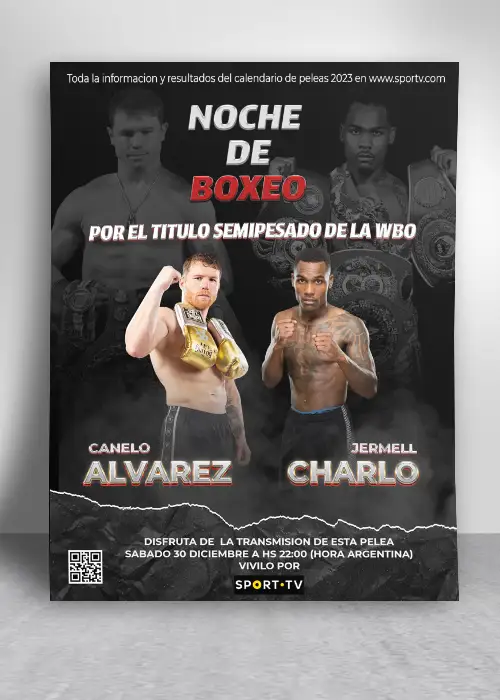 Toda la informacion y resultados del calendario de peleas 2023 en www.sportv.com
NOCHE
DE
BOXEO
POR EL TITULO SEMIPESADO DE LA WBO
CANELO
ALVAREZ
JERMELL
CHARLO
DISFRUTA DE LA TRANSMISION DE ESTA PELEA
SABADO 30 DICIEMBRE A HS 22:00 (HORA ARGENTINA)
VIVILO POR
SPORT·TV